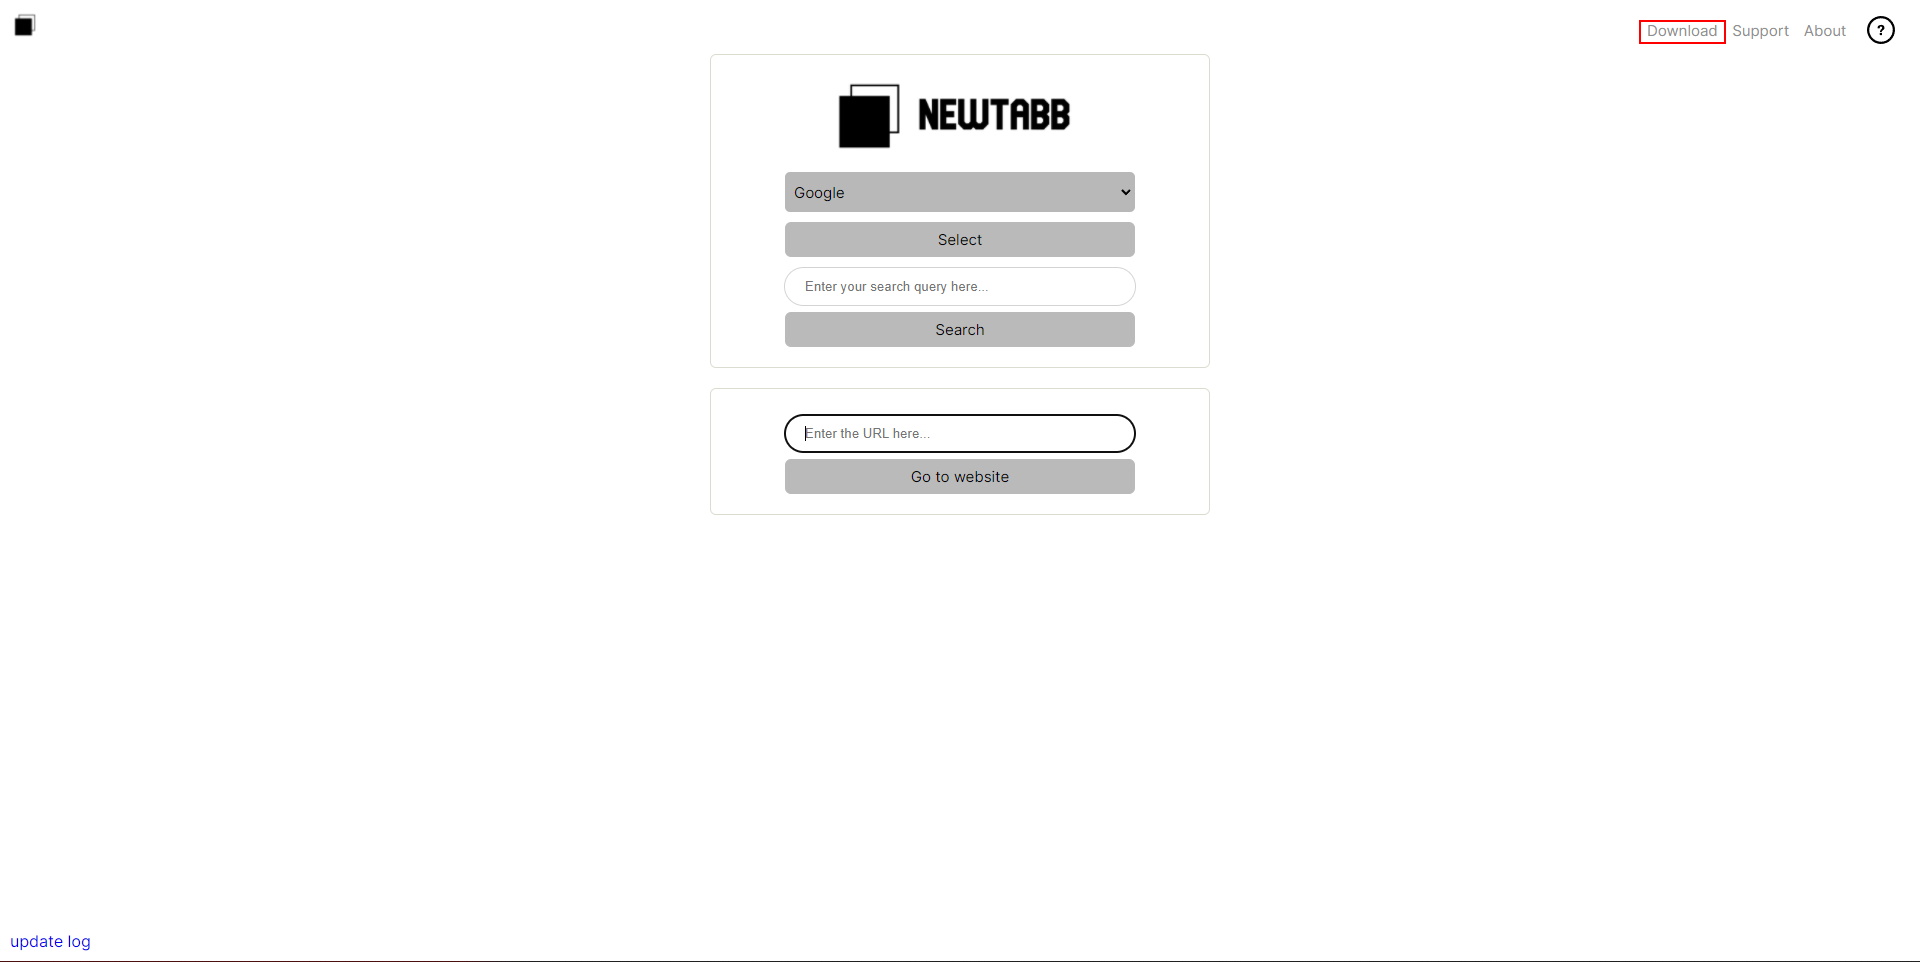 Download Support About ?
NEWTABB
Google
Select
Enter your search query here...
Search
Enter the URL here...
Go to website
update log